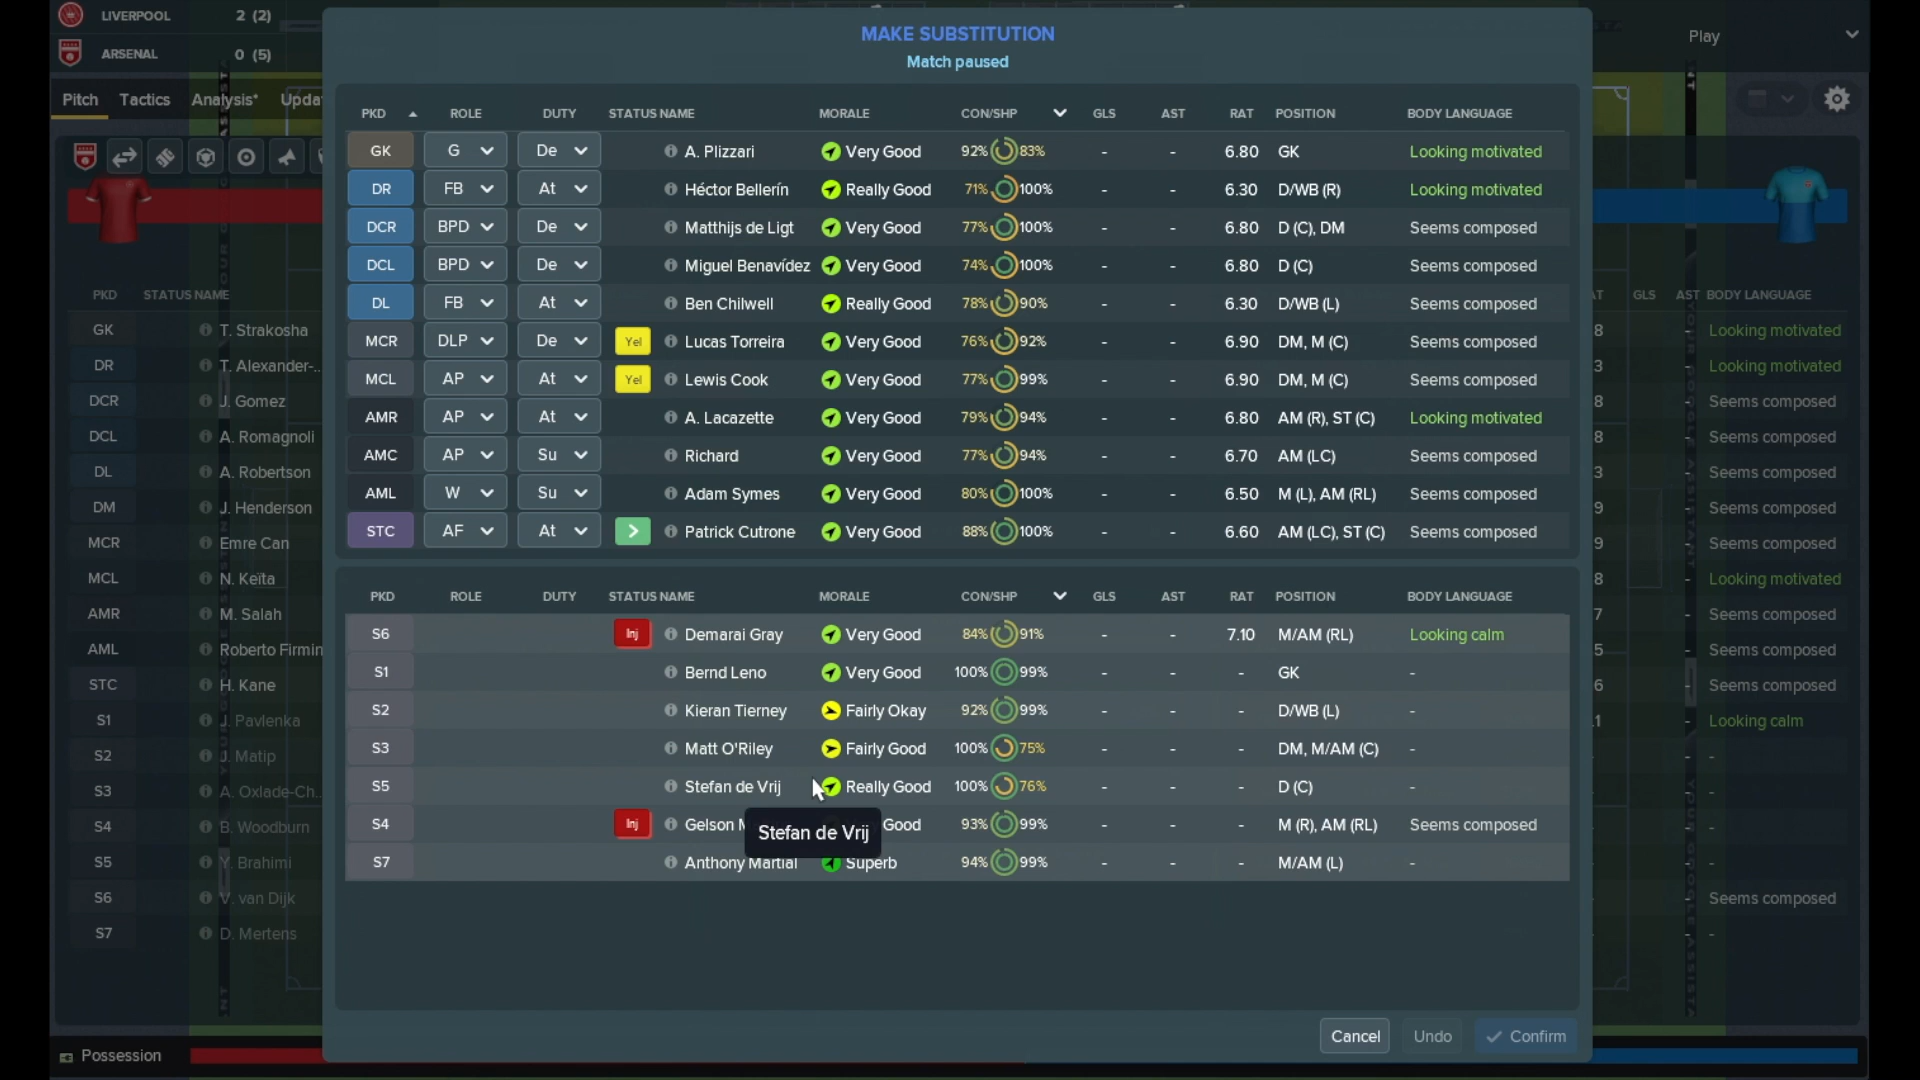 LIVERPOOL 2 (2)
ARSENAL 0 (5)
Play
MAKE SUBSTITUTION
Match paused
Pitch Tactics Analysis*
PKD ROLE DUTY STATUS NAME MORALE CON/SHP GLS AST RAT POSITION BODY LANGUAGE
GK G De A. Plizzari Very Good 92% 83% - - 6.80 GK Looking motivated
DR FB At Héctor Bellerín Really Good 71% 100% - - 6.30 D/WB (R) Looking motivated
DCR BPD De Matthijs de Ligt Very Good 77% 100% - - 6.80 D (C), DM Seems composed
DCL BPD De Miguel Benavídez Very Good 74% 100% - - 6.80 D (C) Seems composed
DL FB At Ben Chilwell Really Good 78% 90% - - 6.30 D/WB (L) Seems composed
MCR DLP De Yel Lucas Torreira Very Good 76% 92% - - 6.90 DM, M (C) Seems composed
MCL AP At Yel Lewis Cook Very Good 77% 99% - - 6.90 DM, M (C) Seems composed
AMR AP At A. Lacazette Very Good 79% 94% - - 6.80 AM (R), ST (C) Looking motivated
AMC AP Su Richard Very Good 77% 94% - - 6.70 AM (LC) Seems composed
AML W Su Adam Symes Very Good 80% 100% - - 6.50 M (L), AM (RL) Seems composed
STC AF At Patrick Cutrone Very Good 88% 100% - - 6.60 AM (LC), ST (C) Seems composed
PKD ROLE DUTY STATUS NAME MORALE CON/SHP GLS AST RAT POSITION BODY LANGUAGE
S6 Inj Demarai Gray Very Good 84% 91% - - 7.10 M/AM (RL) Looking calm
S1 Bernd Leno Very Good 100% 99% - - - GK -
S2 Kieran Tierney Fairly Okay 92% 99% - - - D/WB (L) -
S3 Matt O'Riley Fairly Good 100% 75% - - - DM, M/AM (C) -
S5 Stefan de Vrij Really Good 100% 76% - - - D (C) -
S4 Inj Gelson Good 93% 99% - - - M (R), AM (RL) Seems composed
Stefan de Vrij
S7 Anthony Martial Superb 94% 99% - - - M/AM (L) -
Cancel Undo Confirm
PKD STATUS NAME
GK T. Strakosha
DR T. Alexander-..
DCR J. Gomez
DCL A. Romagnoli
DL A. Robertson
DM J. Henderson
MCR Emre Can
MCL N. Keïta
AMR M. Salah
AML Roberto Firmin
STC H. Kane
S1 J. Pavlenka
S2 J. Matip
S3 A. Oxlade-Ch..
S4 B. Woodburn
S5 Y. Brahimi
S6 V. van Dijk
S7 D. Mertens
GLS AST BODY LANGUAGE
8 - Looking motivated
3 - Looking motivated
8 - Seems composed
8 - Seems composed
3 - Seems composed
9 - Seems composed
9 - Seems composed
8 - Looking motivated
7 - Seems composed
5 - Seems composed
6 - Seems composed
1 - Looking calm
- -
- -
- -
- -
- Seems composed
- -
Possession